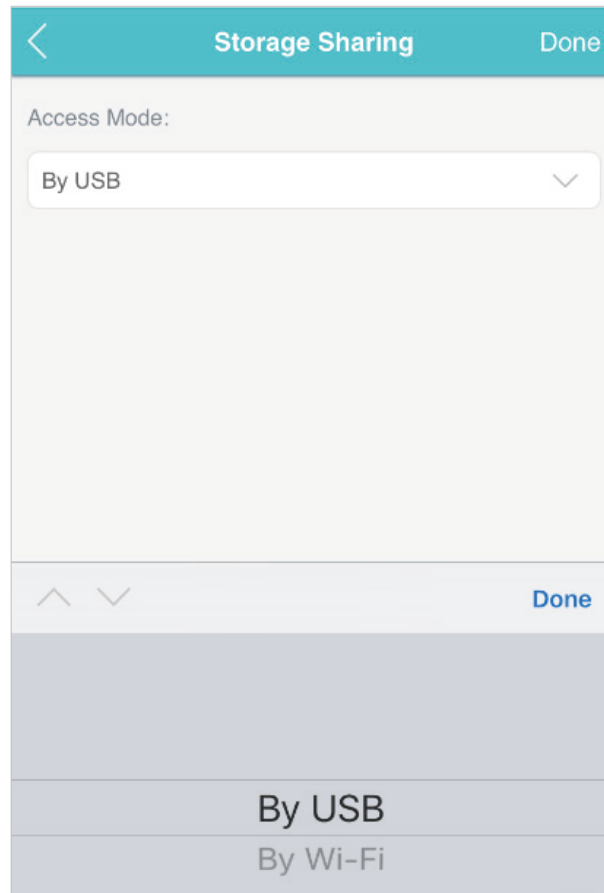 Storage Sharing Done
Access Mode:
By USB
Done
By USB
By Wi-Fi